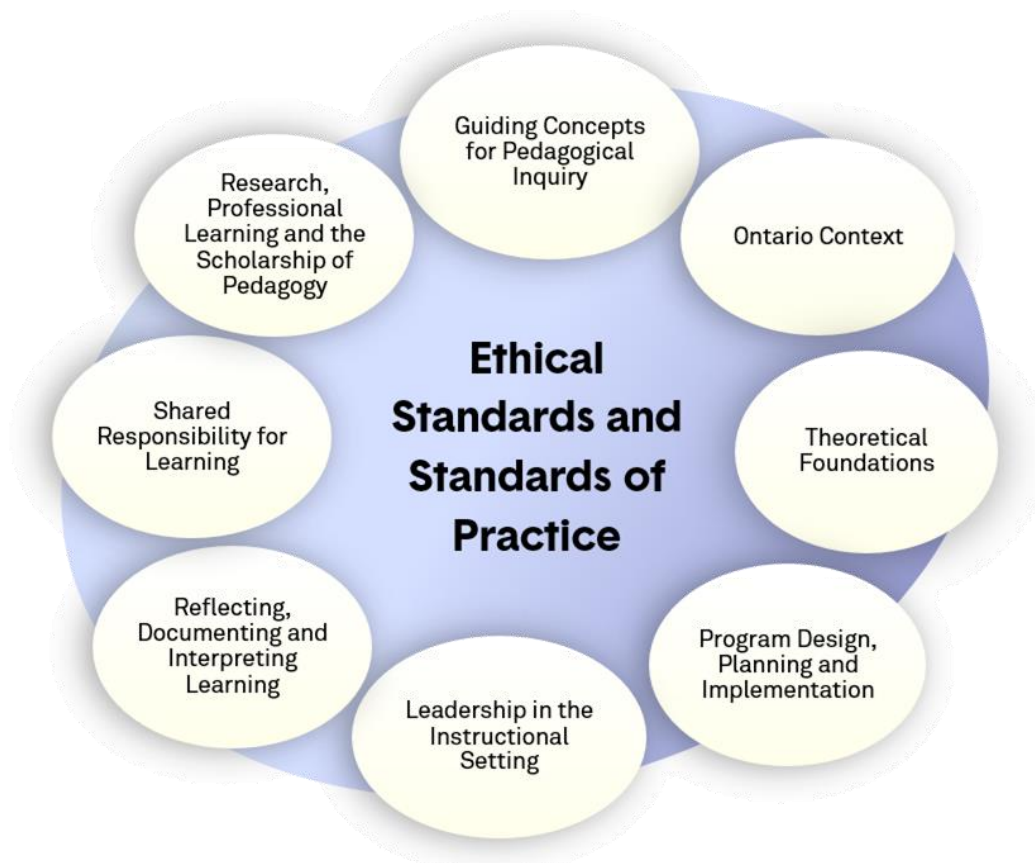 Guiding Concepts
for Pedagogical
Inquiry
Ontario Context
Theoretical
Foundations
Program Design,
Planning and
Implementation
Leadership in the
Instructional
Setting
Reflecting,
Documenting and
Interpreting
Learning
Shared
Responsibility for
Learning
Research,
Professional
Learning and the
Scholarship of
Pedagogy
Ethical
Standards and
Standards of
Practice